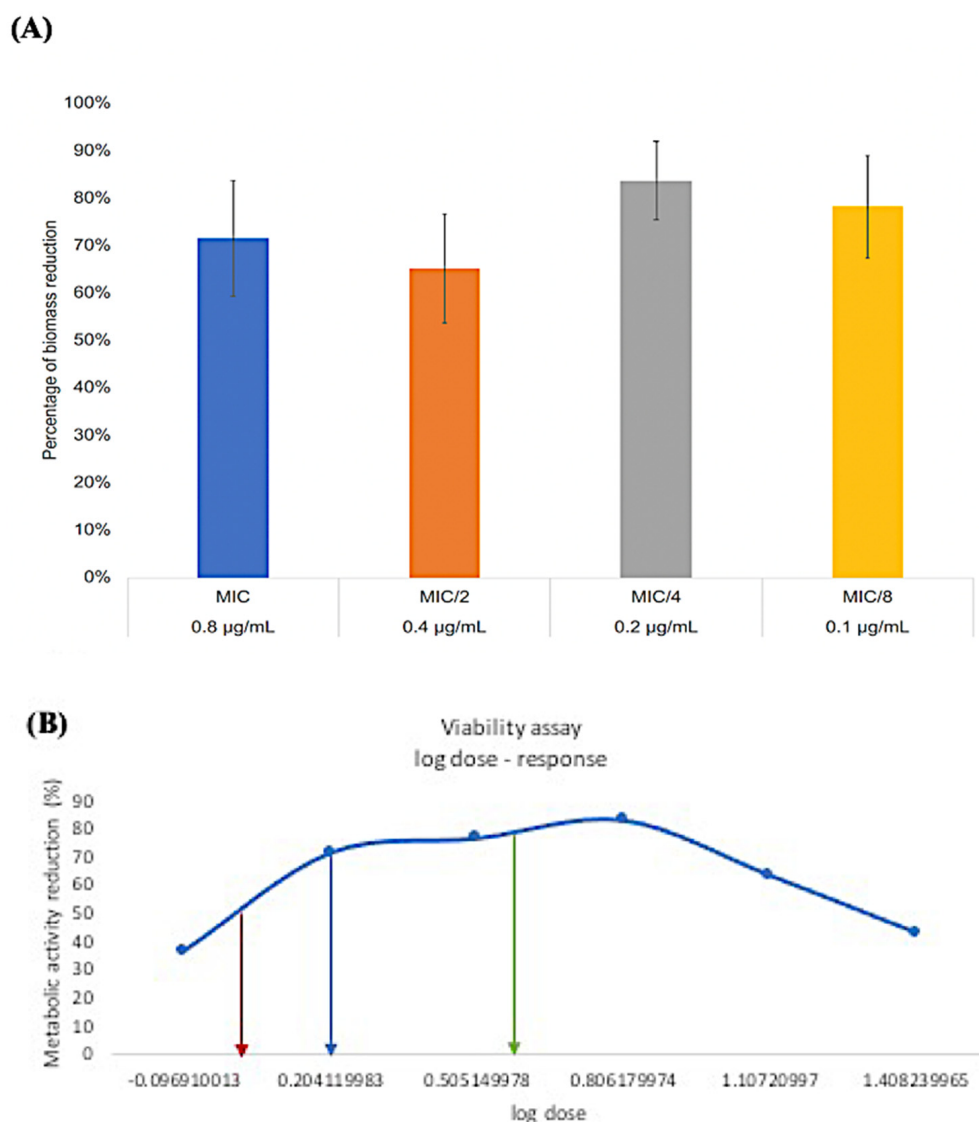 (A)
100%
90%
80%
70%
60%
50%
40%
30%
20%
10%
0%
Percentage of biomass reduction
MIC MIC/2 MIC/4 MIC/8
0.8 µg/mL 0.4 µg/mL 0.2 µg/mL 0.1 µg/mL
(B)
Viability assay
log dose - response
90
80
70
60
50
40
30
20
10
0
Metabolic activity reduction (%)
-0.096910013 0.204119983 0.505149978 0.806179974 1.10720997 1.408239965
log dose